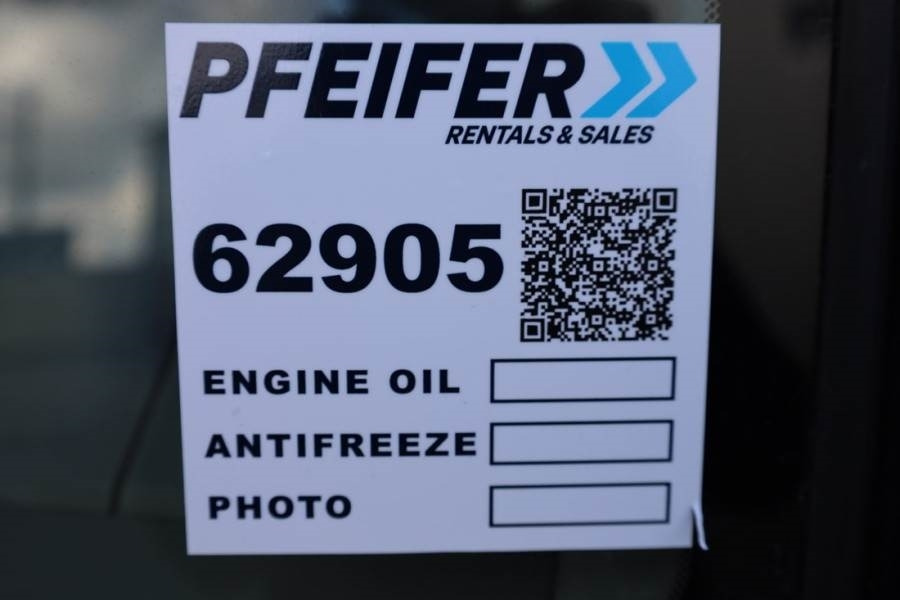 PFEIFER
RENTALS & SALES
62905
ENGINE OIL
ANTIFREEZE
PHOTO